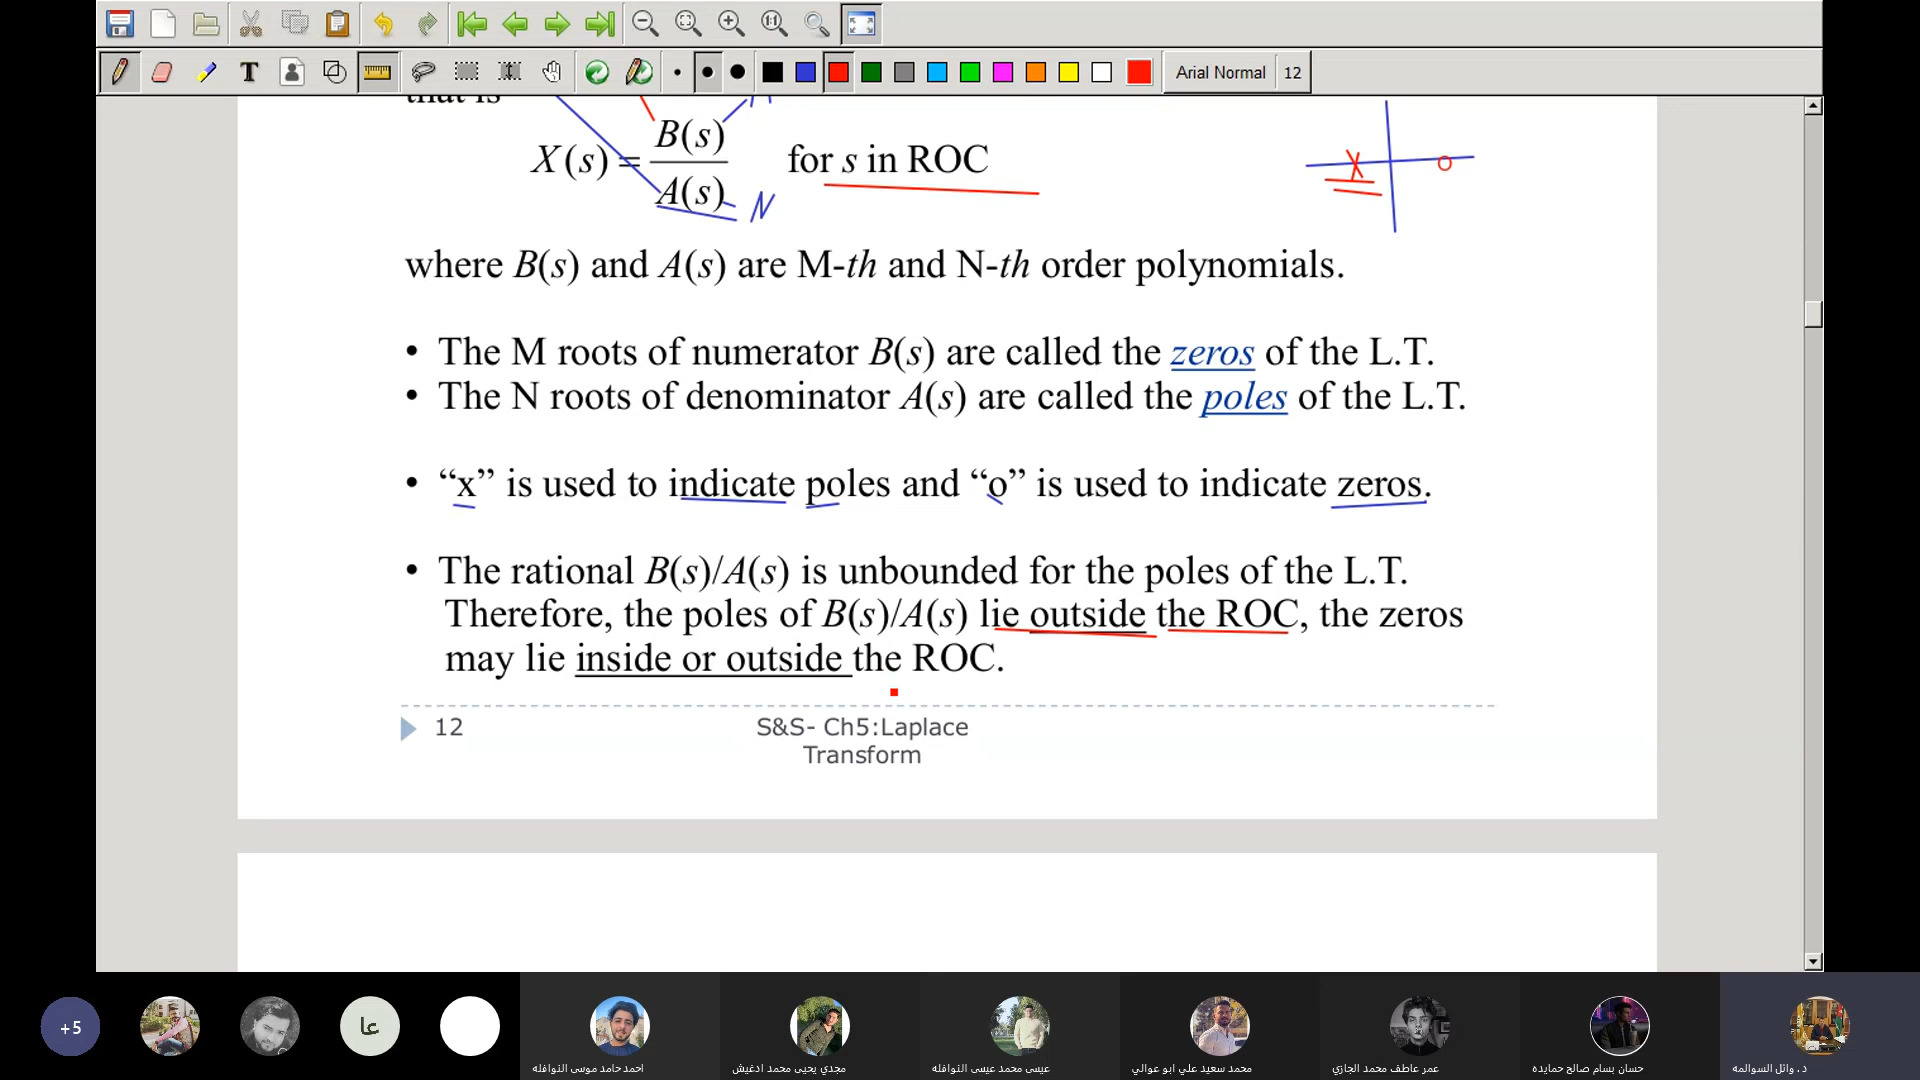 T
Arial Normal 12
that is
M
X(s) = B(s) / A(s) for s in ROC
N
X
o
where B(s) and A(s) are M-th and N-th order polynomials.
• The M roots of numerator B(s) are called the zeros of the L.T.
• The N roots of denominator A(s) are called the poles of the L.T.
• “x” is used to indicate poles and “o” is used to indicate zeros.
• The rational B(s)/A(s) is unbounded for the poles of the L.T.
Therefore, the poles of B(s)/A(s) lie outside the ROC, the zeros
may lie inside or outside the ROC.
12
S&S- Ch5:Laplace
Transform
+5
عا
احمد حامد موسى النوافله
مجدي يحيى محمد ادغيش
عيسى محمد عيسى النوافله
محمد سعيد علي ابو عوالي
عمر عاطف محمد الجازي
حسان بسام صالح حمايده
د. وائل السوالمه